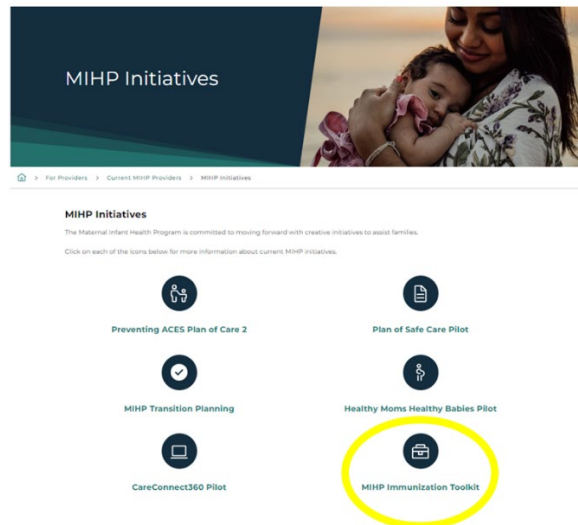 MIHP Initiatives
For Providers > Current MIHP Providers > MIHP Initiatives
MIHP Initiatives
The Maternal Infant Health Program is committed to moving forward with creative initiatives to assist families.
Click on each of the icons below for more information about current MIHP initiatives.
Preventing ACES Plan of Care 2
Plan of Safe Care Pilot
MIHP Transition Planning
Healthy Moms Healthy Babies Pilot
CareConnect360 Pilot
MIHP Immunization Toolkit